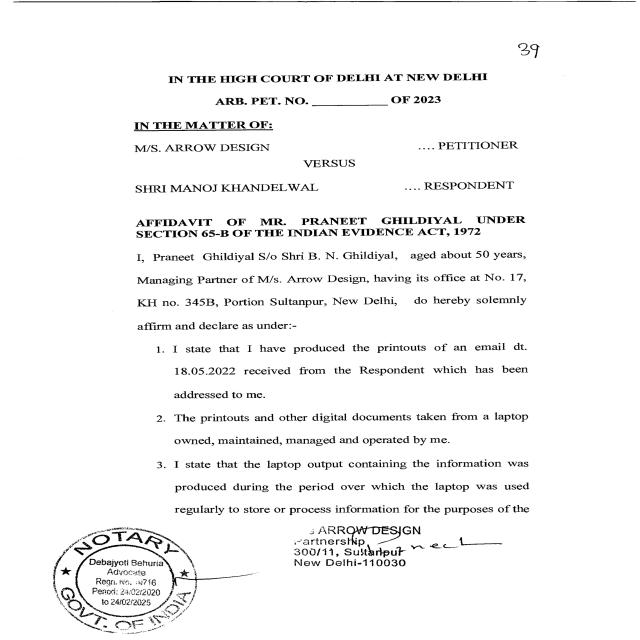 39
IN THE HIGH COURT OF DELHI AT NEW DELHI
ARB. PET. NO. ___________ OF 2023
IN THE MATTER OF:
M/S. ARROW DESIGN .... PETITIONER
VERSUS
SHRI MANOJ KHANDELWAL .... RESPONDENT
AFFIDAVIT OF MR. PRANEET GHILDIYAL UNDER
SECTION 65-B OF THE INDIAN EVIDENCE ACT, 1972
I, Praneet Ghildiyal S/o Shri B. N. Ghildiyal, aged about 50 years,
Managing Partner of M/s. Arrow Design, having its office at No. 17,
KH no. 345B, Portion Sultanpur, New Delhi, do hereby solemnly
affirm and declare as under:-
1. I state that I have produced the printouts of an email dt.
18.05.2022 received from the Respondent which has been
addressed to me.
2. The printouts and other digital documents taken from a laptop
owned, maintained, managed and operated by me.
3. I state that the laptop output containing the information was
produced during the period over which the laptop was used
regularly to store or process information for the purposes of the
ARROW DESIGN
Partnership,
300/11, Sultanpur
New Delhi-110030
NOTARY
Debajyoti Behuria
Advocate
Regn. No.
Period: 24/02/2020
to 24/02/2025
GOVT. OF INDIA